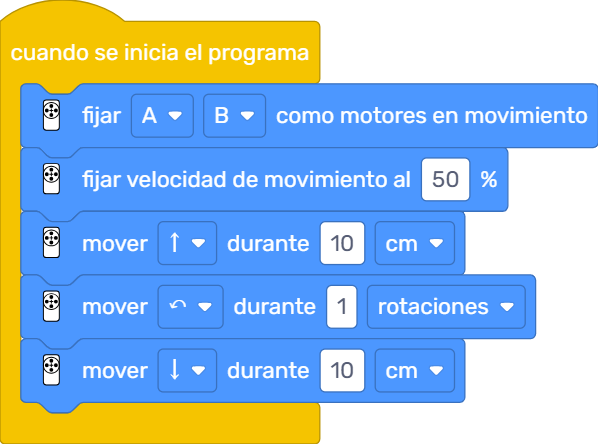 cuando se inicia el programa
fijar A B como motores en movimiento
fijar velocidad de movimiento al 50 %
mover ↑ durante 10 cm
mover ↶ durante 1 rotaciones
mover ↓ durante 10 cm